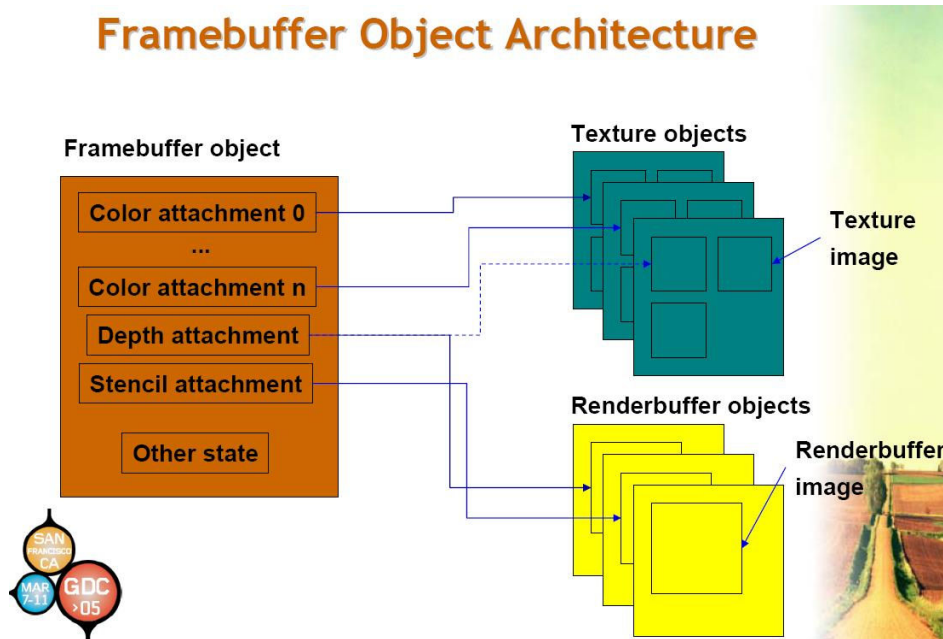 Framebuffer Object Architecture
Framebuffer object
Color attachment 0
...
Color attachment n
Depth attachment
Stencil attachment
Other state
Texture objects
Texture
image
Renderbuffer objects
Renderbuffer
image
SAN
FRANCISCO
CA
MAR
7-11
GDC
>05